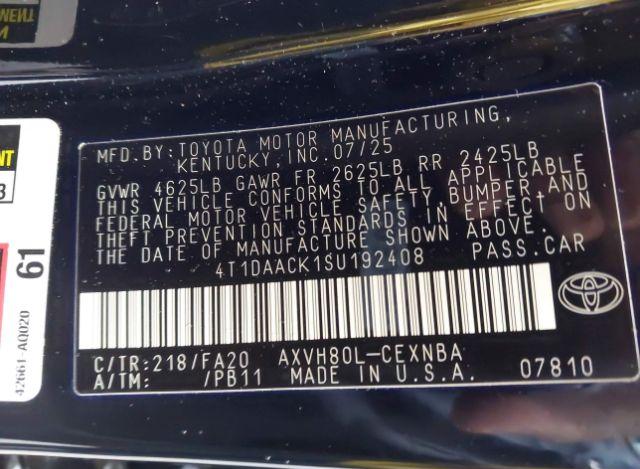 MFD.BY:TOYOTA MOTOR MANUFACTURING,
KENTUCKY,INC.07/25
GVWR 4625LB GAWR FR 2625LB RR 2425LB
THIS VEHICLE CONFORMS TO ALL APPLICABLE
FEDERAL MOTOR VEHICLE SAFETY,BUMPER,AND
THEFT PREVENTION STANDARDS IN EFFECT ON
THE DATE OF MANUFACTURE SHOWN ABOVE.
4T1DAACK1SU192408 PASS.CAR
C/TR:218/FA20 AXVH80L-CEXNBA
A/TM: /PB11 MADE IN U.S.A. 07810
61
42661-AQ020